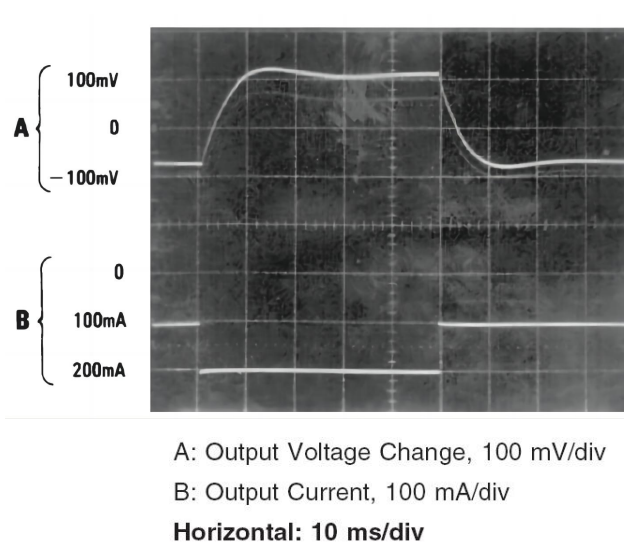 100mV
A
0
−100mV
0
B
100mA
200mA
A: Output Voltage Change, 100 mV/div
B: Output Current, 100 mA/div
Horizontal: 10 ms/div